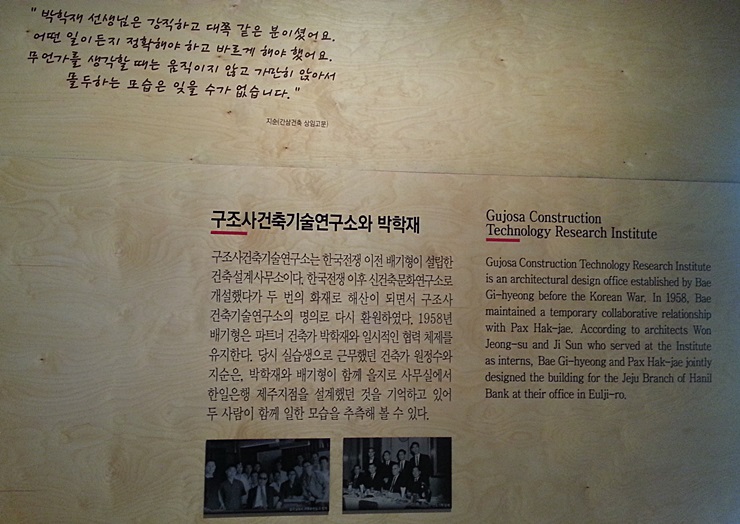 "박학재 선생님은 강직하고 대쪽 같은 분이셨어요.
어떤 일이든지 정확해야 하고 바르게 해야 했어요.
무언가를 생각할 때는 움직이지 않고 가만히 앉아서
몰두하는 모습은 잊을 수가 없습니다."
지순(간삼건축 상임고문)
구조사건축기술연구소와 박학재
구조사건축기술연구소는 한국전쟁 이전 배기형이 설립한
건축설계사무소이다. 한국전쟁 이후 신건축문화연구소로
개설했다가 두 번의 화재로 해산이 되면서 구조사
건축기술연구소의 명의로 다시 환원하였다. 1958년
배기형은 파트너 건축가 박학재와 일시적인 협력 체제를
유지한다. 당시 실습생으로 근무했던 건축가 원정수와
지순은, 박학재와 배기형이 함께 을지로 사무실에서
한일은행 제주지점을 설계했던 것을 기억하고 있어
두 사람이 함께 일한 모습을 추측해 볼 수 있다.
Gujosa Construction
Technology Research Institute
Gujosa Construction Technology Research Institute
is an architectural design office established by Bae
Gi-hyeong before the Korean War. In 1958, Bae
maintained a temporary collaborative relationship
with Pax Hak-jae. According to architects Won
Jeong-su and Ji Sun who served at the Institute
as interns, Bae Gi-hyeong and Pax Hak-jae jointly
designed the building for the Jeju Branch of Hanil
Bank at their office in Eulji-ro.